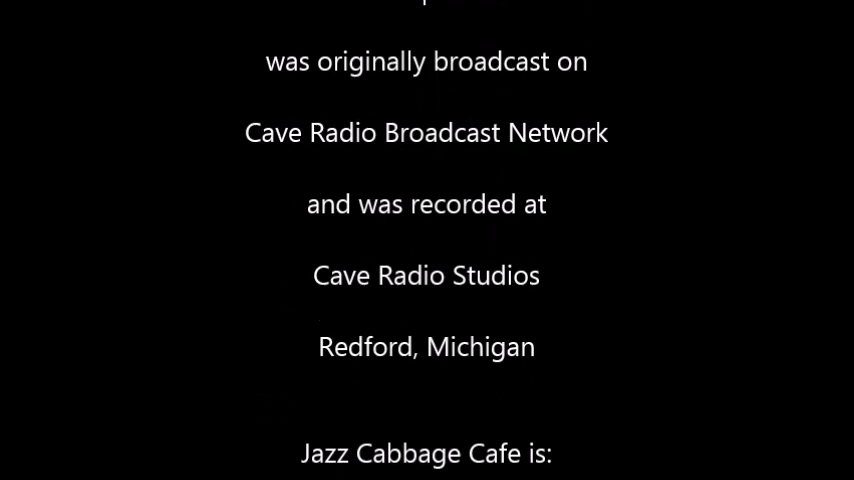 was originally broadcast on
Cave Radio Broadcast Network
and was recorded at
Cave Radio Studios
Redford, Michigan
Jazz Cabbage Cafe is: